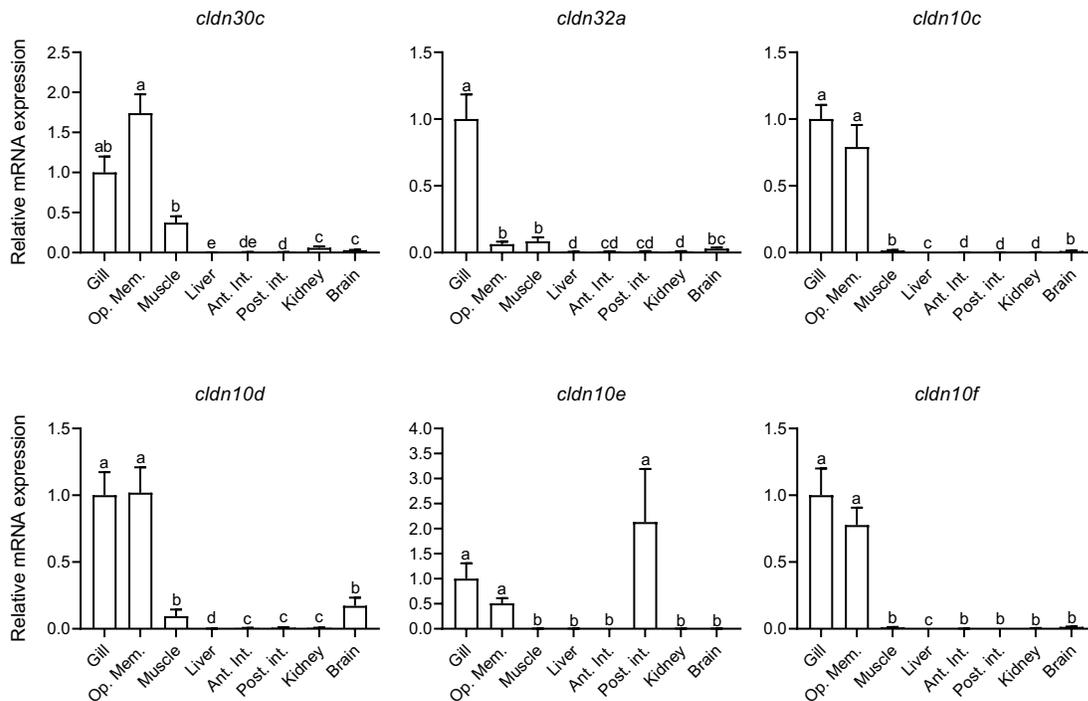 cldn30c
Relative mRNA expression
2.5
2.0
1.5
1.0
0.5
0.0
ab
a
b
e
de
d
c
c
Gill
Op. Mem.
Muscle
Liver
Ant. Int.
Post. int.
Kidney
Brain
cldn32a
1.5
1.0
0.5
0.0
a
b
b
d
cd
cd
d
bc
Gill
Op. Mem.
Muscle
Liver
Ant. Int.
Post. int.
Kidney
Brain
cldn10c
1.5
1.0
0.5
0.0
a
a
b
c
d
d
d
b
Gill
Op. Mem.
Muscle
Liver
Ant. Int.
Post. int.
Kidney
Brain
cldn10d
Relative mRNA expression
1.5
1.0
0.5
0.0
a
a
b
d
c
c
c
b
Gill
Op. Mem.
Muscle
Liver
Ant. Int.
Post. int.
Kidney
Brain
cldn10e
4.0
3.5
3.0
2.5
2.0
1.5
1.0
0.5
0.0
a
a
b
b
b
a
b
b
Gill
Op. Mem.
Muscle
Liver
Ant. Int.
Post. int.
Kidney
Brain
cldn10f
1.5
1.0
0.5
0.0
a
a
b
c
b
b
b
b
Gill
Op. Mem.
Muscle
Liver
Ant. Int.
Post. int.
Kidney
Brain